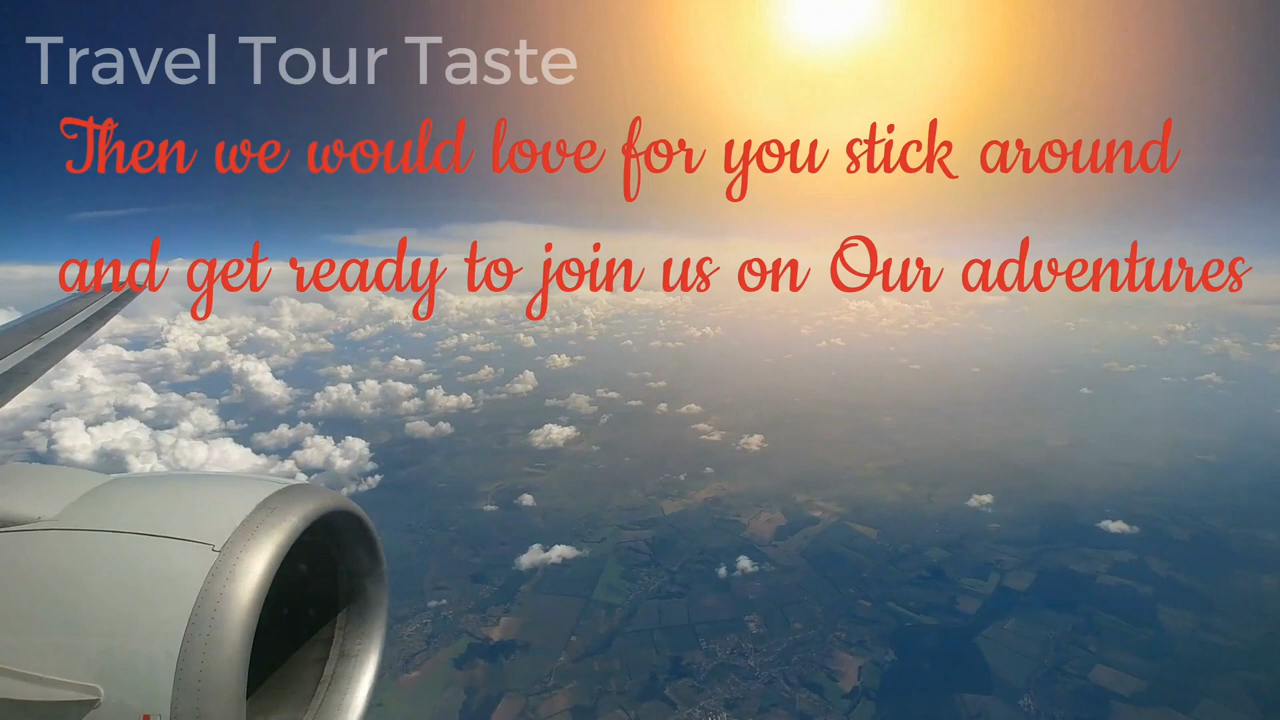 Travel Tour Taste
Then we would love for you stick around
and get ready to join us on Our adventures